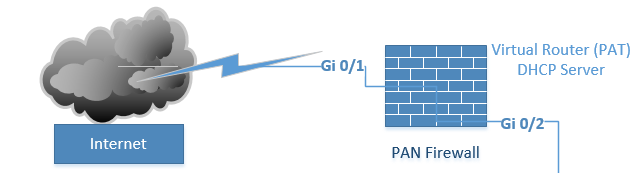 Virtual Router (PAT)
DHCP Server
Gi 0/1
Gi 0/2
Internet
PAN Firewall